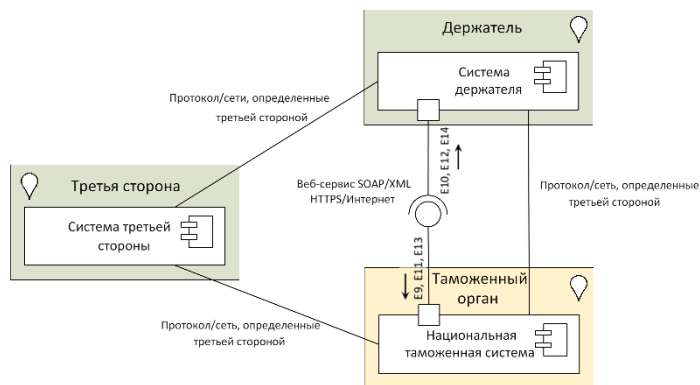 Держатель
Система
держателя
Протокол/сети, определенные
третьей стороной
E10, E12, E14
Веб-сервис SOAP/XML
HTTPS/Интернет
Третья сторона
Система третьей
стороны
Протокол/сеть, определенные
третьей стороной
E9, E11, E13
Таможенный
орган
Протокол/сеть, определенные
третьей стороной
Национальная
таможенная система